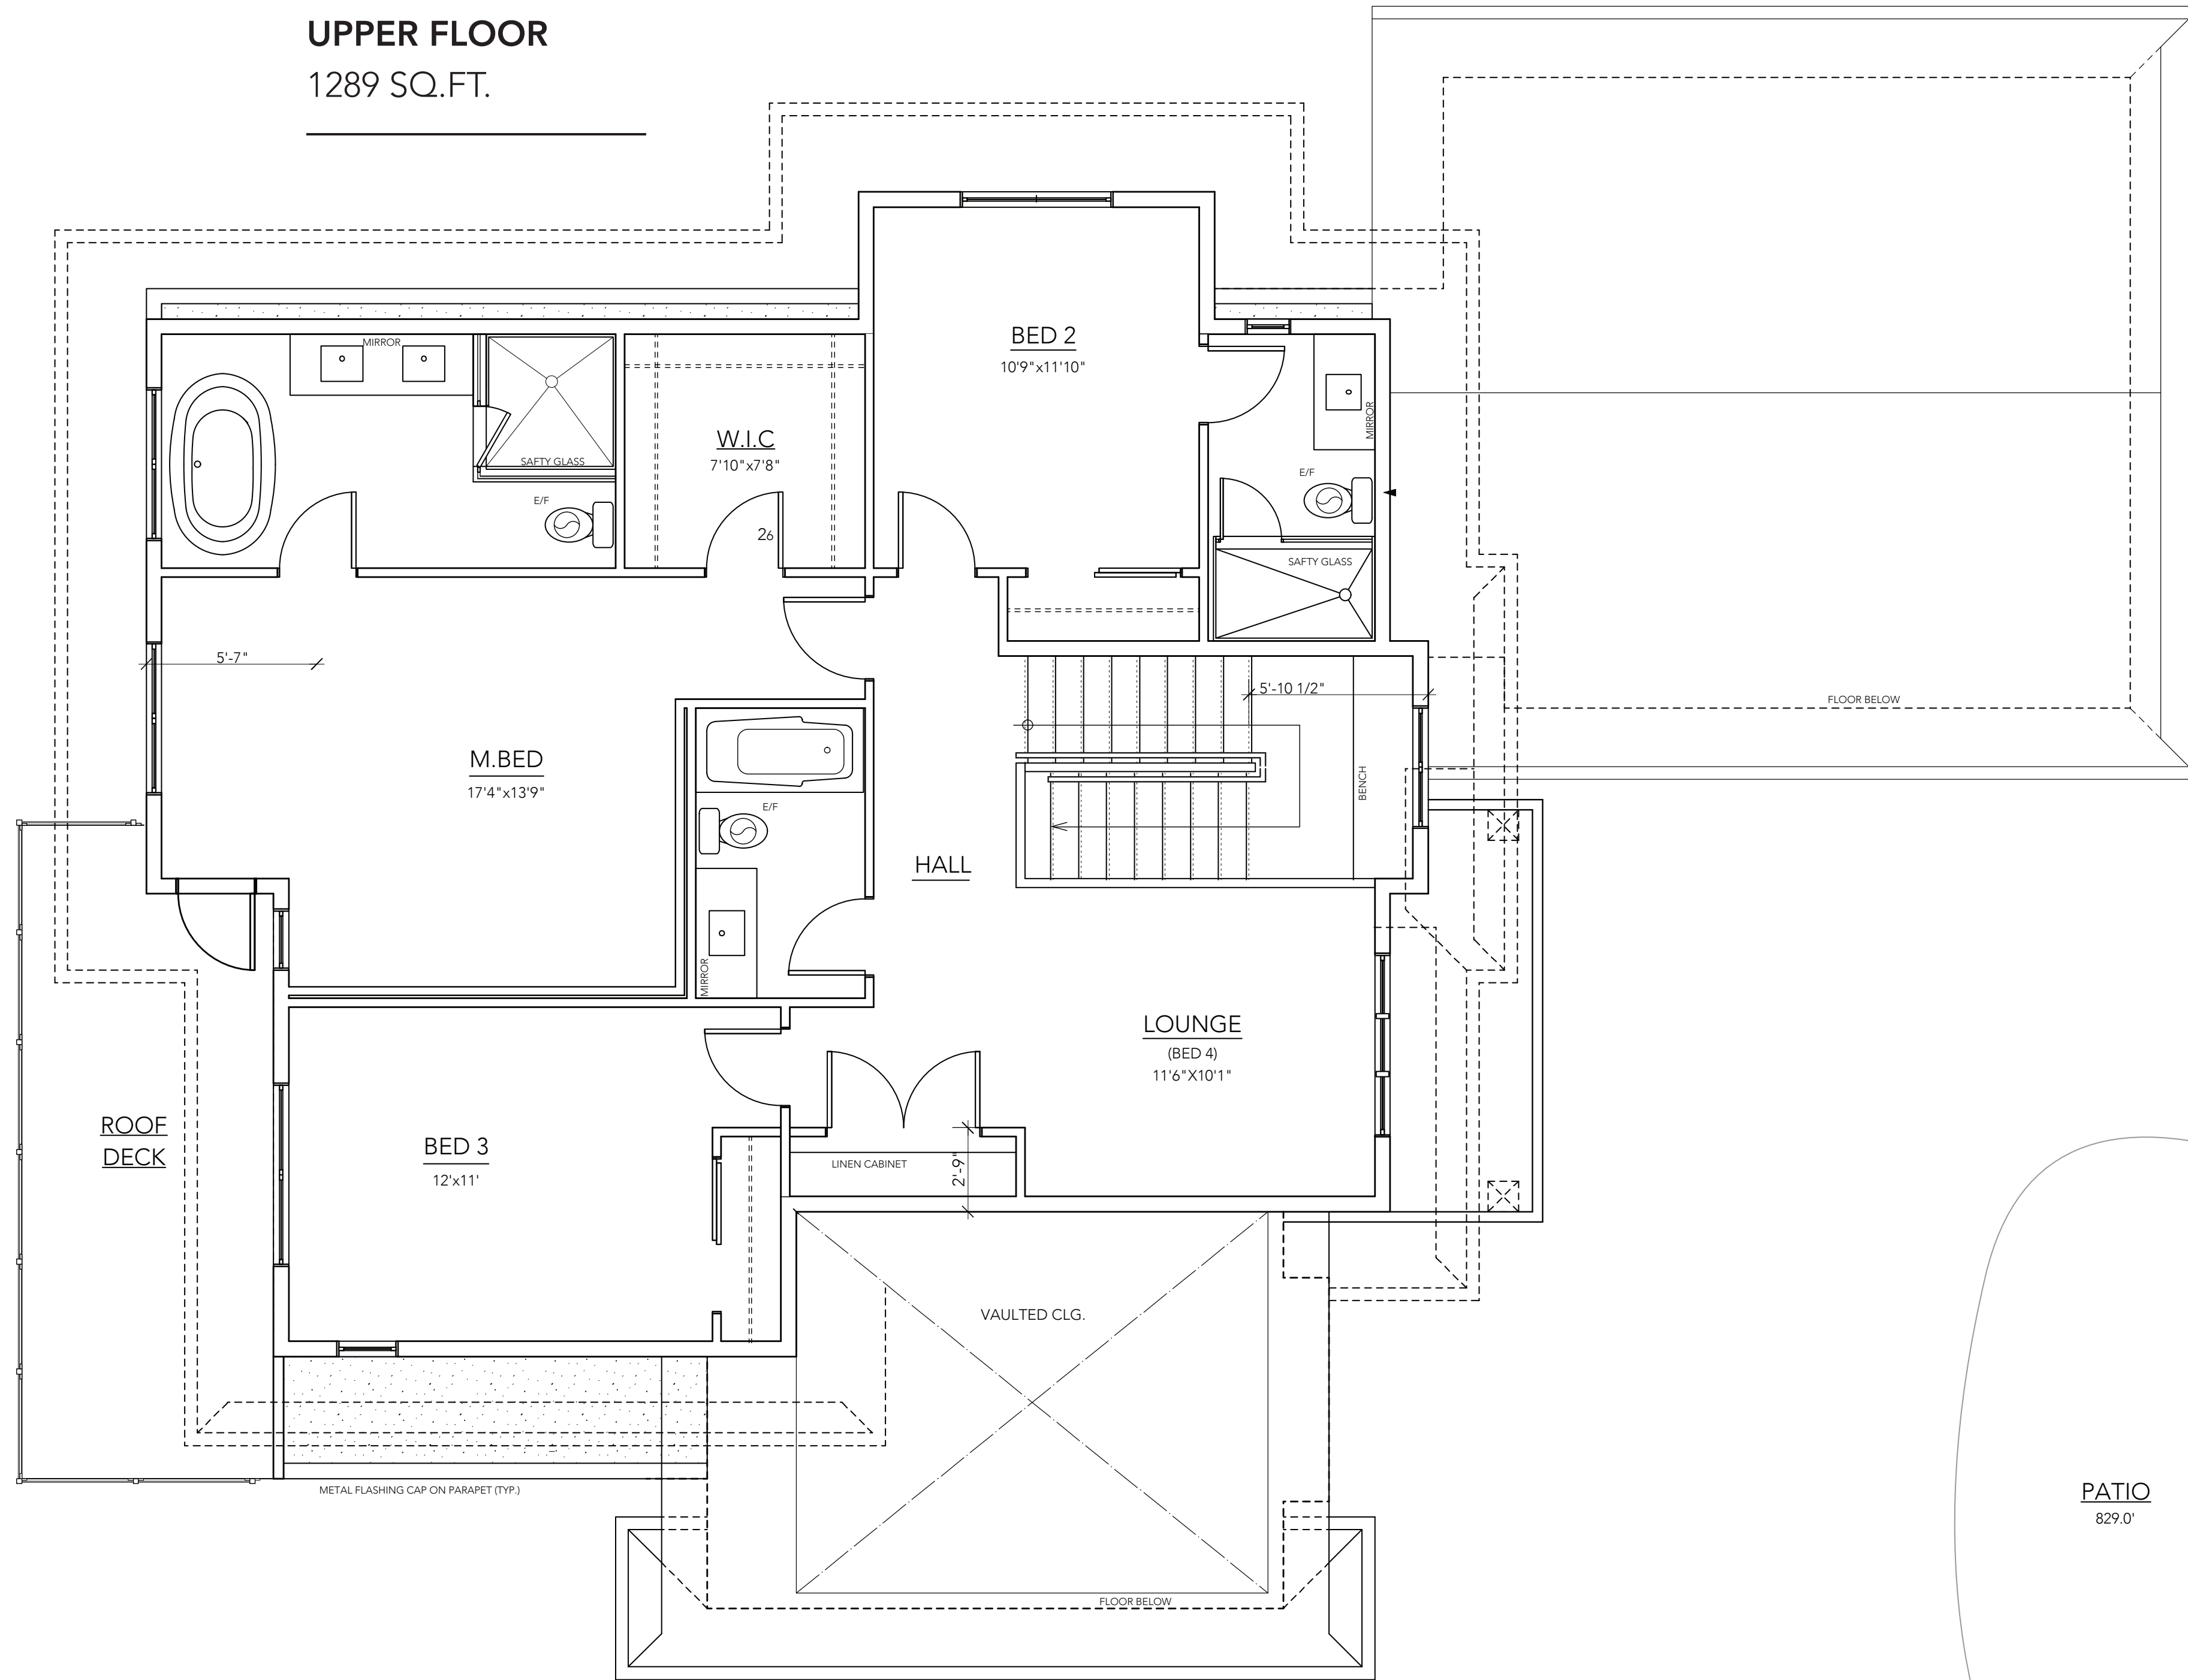 UPPER FLOOR
1289 SQ.FT.
MIRROR
SAFTY GLASS
E/F
W.I.C
7'10"x7'8"
26
BED 2
10'9"x11'10"
MIRROR
E/F
SAFTY GLASS
5'-7"
5'-10 1/2"
FLOOR BELOW
M.BED
17'4"x13'9"
E/F
BENCH
HALL
MIRROR
LOUNGE
(BED 4)
11'6"X10'1"
ROOF
DECK
BED 3
12'x11'
LINEN CABINET
2'-9"
VAULTED CLG.
METAL FLASHING CAP ON PARAPET (TYP.)
PATIO
829.0'
FLOOR BELOW